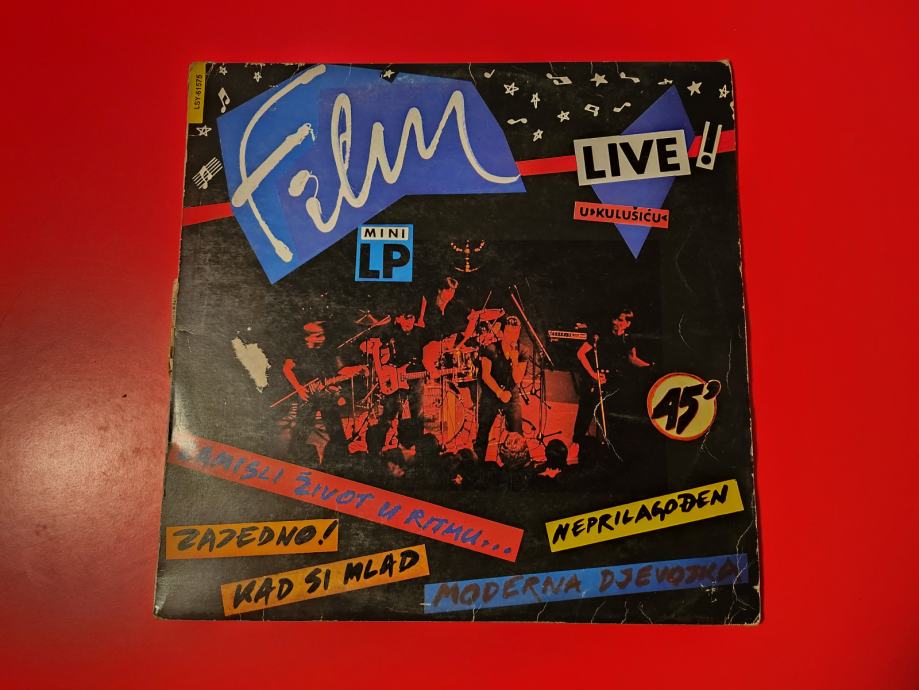 LSY-61575
Film
LIVE!!
U>KULUŠIĆU<
MINI
LP
45'
ZAMISLI ŽIVOT U RITMU...
NEPRILAGOĐEN
ZAJEDNO!
KAD SI MLAD
MODERNA DJEVOJKA